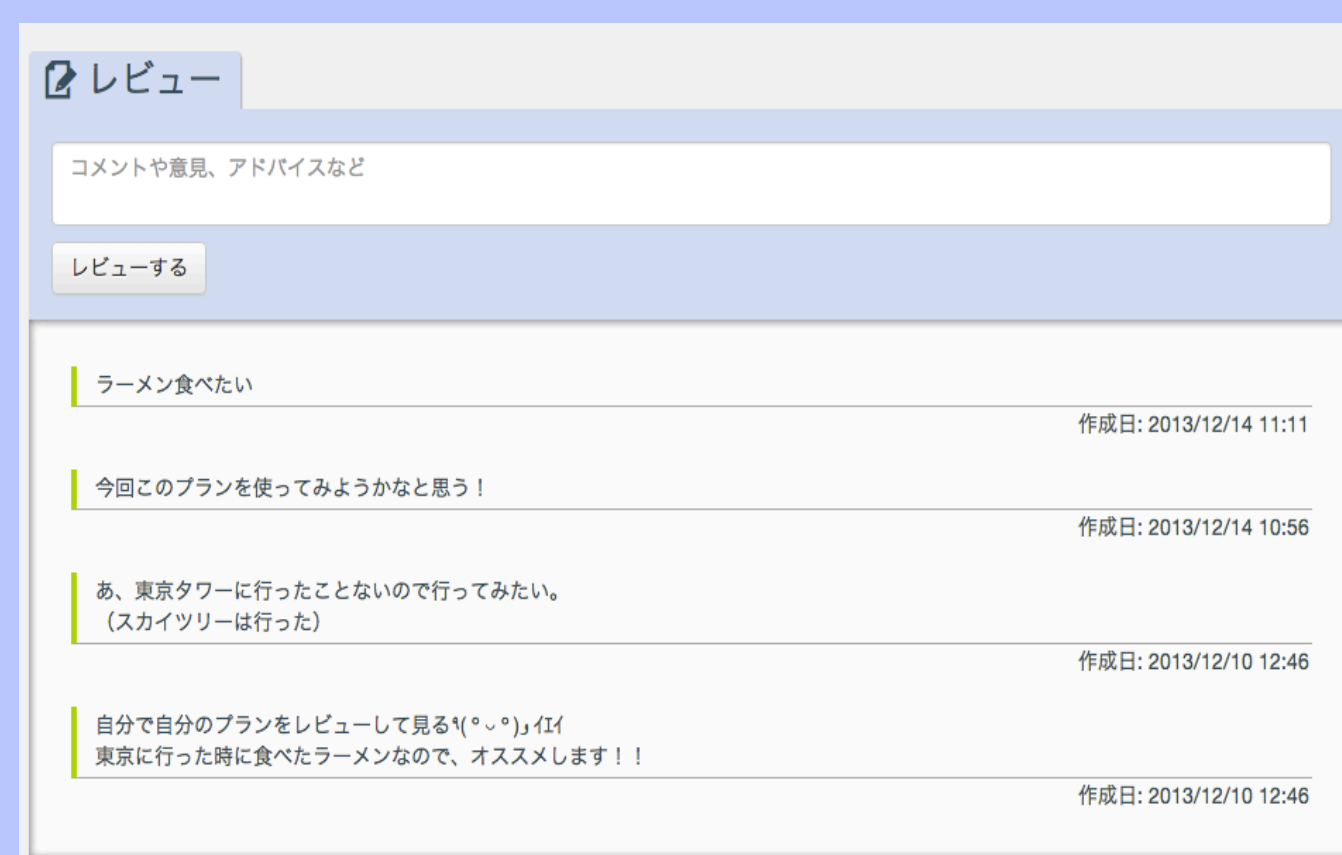 レビュー
コメントや意見、アドバイスなど
レビューする
ラーメン食べたい
作成日: 2013/12/14 11:11
今回このプランを使ってみようかなと思う！
作成日: 2013/12/14 10:56
あ、東京タワーに行ったことないので行ってみたい。
（スカイツリーは行った）
作成日: 2013/12/10 12:46
自分で自分のプランをレビューして見る٩( ᐤ ᵕ ᐤ )و ｲｴｲ
東京に行った時に食べたラーメンなので、オススメします！！
作成日: 2013/12/10 12:46